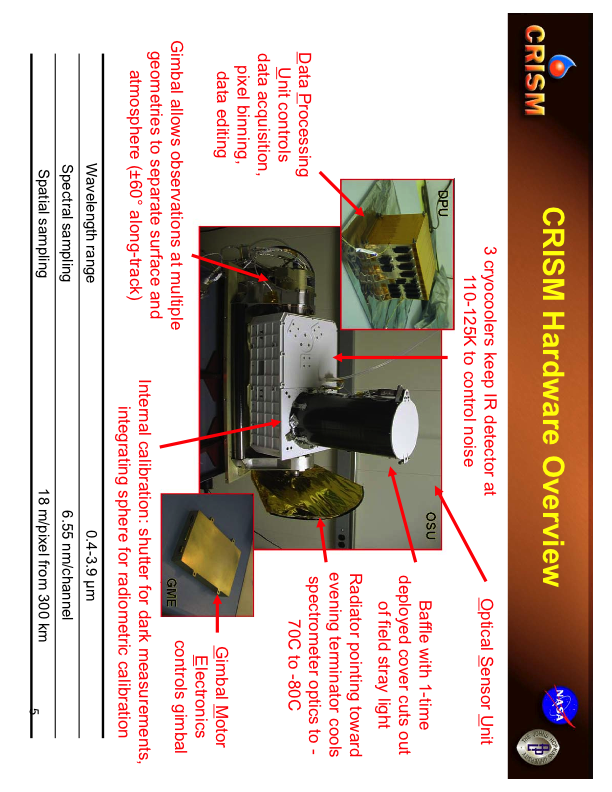 CRISM
CRISM Hardware Overview
NASA
3 cryocoolers keep IR detector at
110-125K to control noise
Optical Sensor Unit
Data Processing
Unit controls
data acquisition,
pixel binning,
data editing
DPU
OSU
Baffle with 1-time
deployed cover cuts out
of field stray light
Radiator pointing toward
evening terminator cools
spectrometer optics to -
70C to -80C
Gimbal allows observations at multiple
geometries to separate surface and
atmosphere (±60° along-track)
GME
Gimbal Motor
Electronics
controls gimbal
Internal calibration: shutter for dark measurements,
integrating sphere for radiometric calibration
Wavelength range 0.4-3.9 µm
Spectral sampling 6.55 nm/channel
Spatial sampling 18 m/pixel from 300 km
5